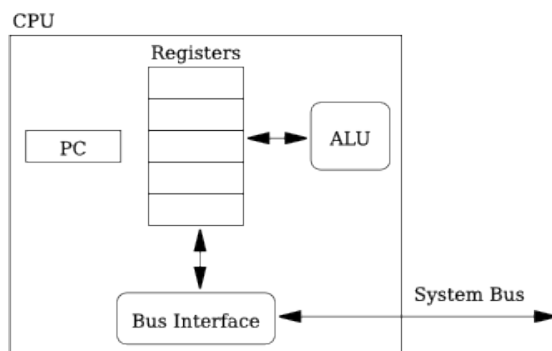 CPU
Registers
PC
ALU
System Bus
Bus Interface